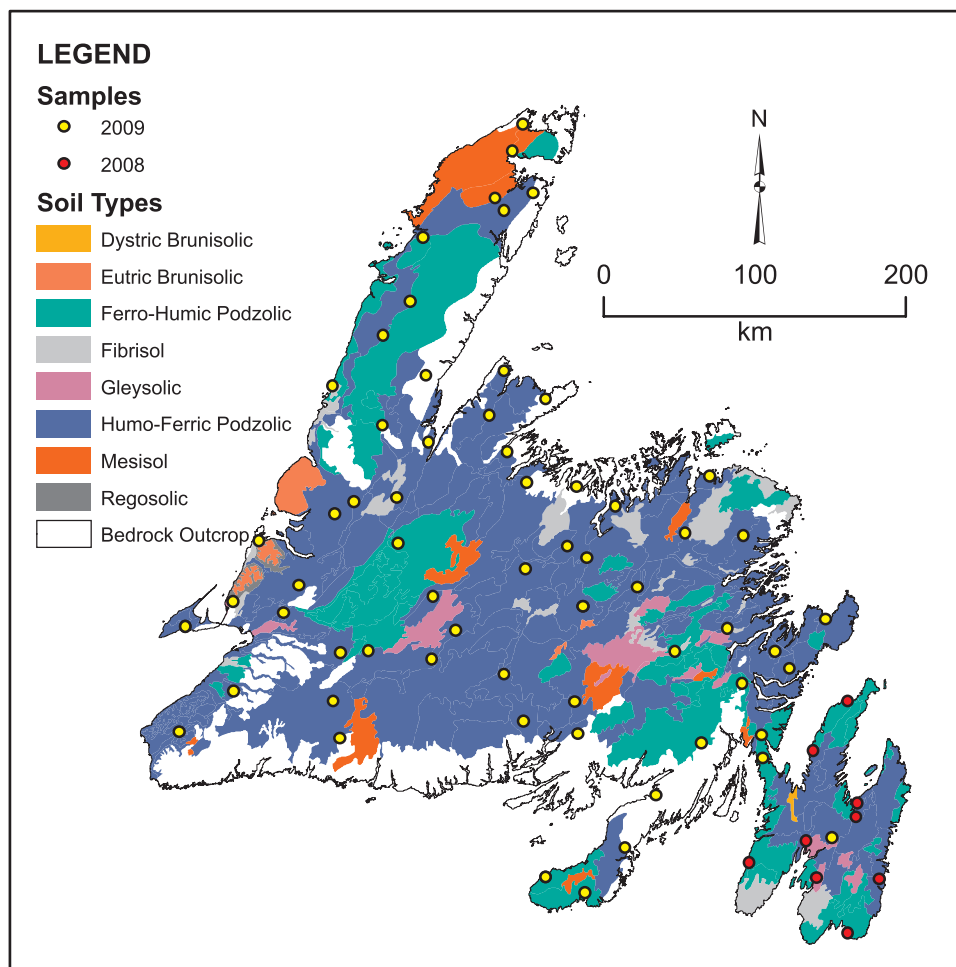 LEGEND
Samples
2009
2008
Soil Types
Dystric Brunisolic
Eutric Brunisolic
Ferro-Humic Podzolic
Fibrisol
Gleysolic
Humo-Ferric Podzolic
Mesisol
Regosolic
Bedrock Outcrop
N
0 100 200
km